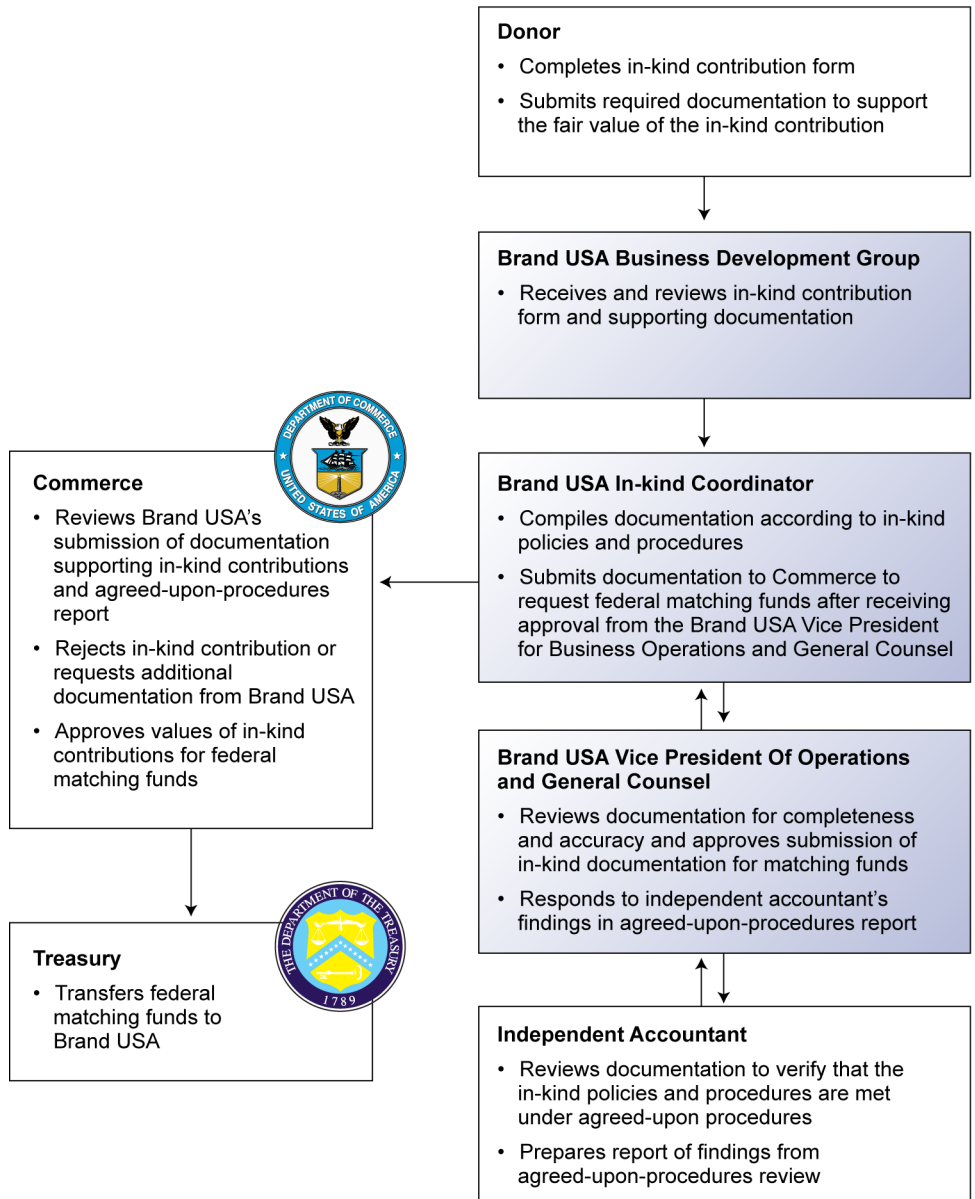 Donor
• Completes in-kind contribution form
• Submits required documentation to support
the fair value of the in-kind contribution
Brand USA Business Development Group
• Receives and reviews in-kind contribution
form and supporting documentation
Brand USA In-kind Coordinator
• Compiles documentation according to in-kind
policies and procedures
• Submits documentation to Commerce to
request federal matching funds after receiving
approval from the Brand USA Vice President
for Business Operations and General Counsel
Brand USA Vice President Of Operations
and General Counsel
• Reviews documentation for completeness
and accuracy and approves submission of
in-kind documentation for matching funds
• Responds to independent accountant's
findings in agreed-upon-procedures report
Independent Accountant
• Reviews documentation to verify that the
in-kind policies and procedures are met
under agreed-upon procedures
• Prepares report of findings from
agreed-upon-procedures review
DEPARTMENT OF COMMERCE
UNITED STATES OF AMERICA
Commerce
• Reviews Brand USA's
submission of documentation
supporting in-kind contributions
and agreed-upon-procedures
report
• Rejects in-kind contribution or
requests additional
documentation from Brand USA
• Approves values of in-kind
contributions for federal
matching funds
THE DEPARTMENT OF THE TREASURY
1789
Treasury
• Transfers federal
matching funds to
Brand USA